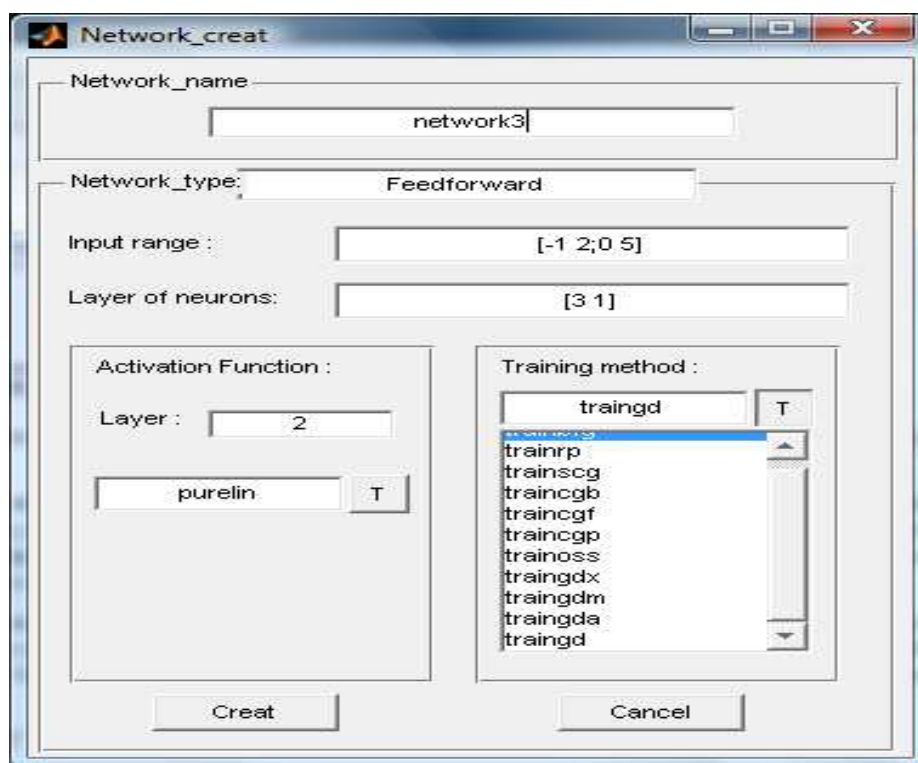 Network_creat
Network_name
network3
Network_type: Feedforward
Input range : [-1 2;0 5]
Layer of neurons: [3 1]
Activation Function :
Layer : 2
purelin T
Training method :
traingd T
trainrp
trainscg
traincgb
traincgf
traincgp
trainoss
traingdx
traingdm
traingda
traingd
Creat
Cancel